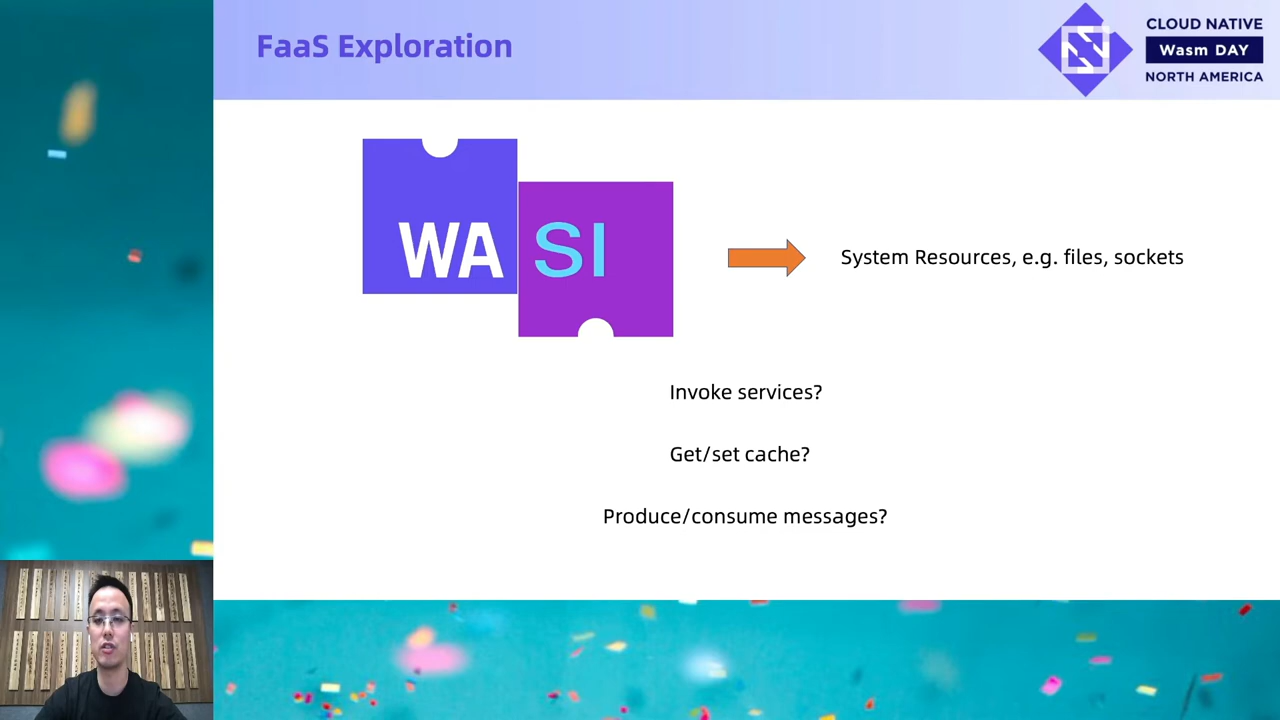 FaaS Exploration
CLOUD NATIVE
Wasm DAY
NORTH AMERICA
WA SI
System Resources, e.g. files, sockets
Invoke services?
Get/set cache?
Produce/consume messages?